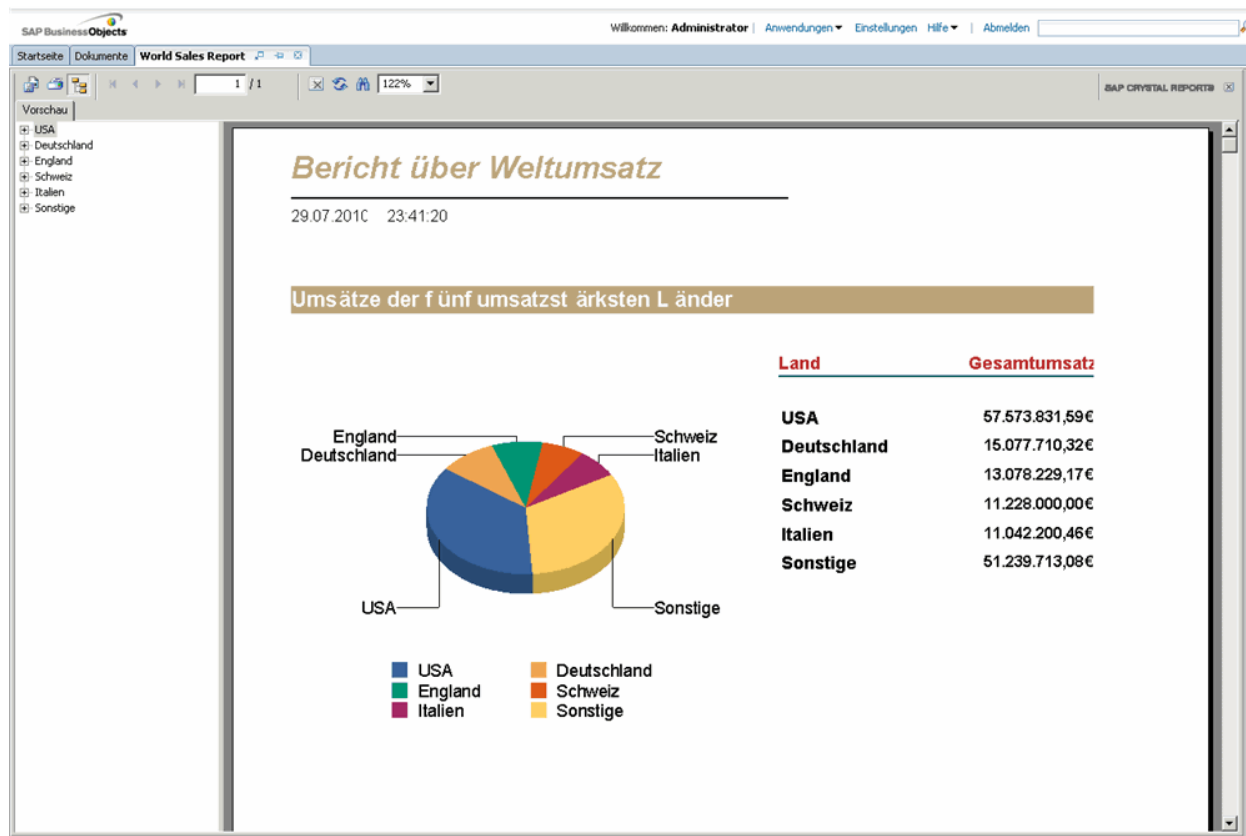 SAP BusinessObjects
Willkommen: Administrator | Anwendungen Einstellungen Hilfe | Abmelden
Startseite Dokumente World Sales Report
1 /1 122%
SAP CRYSTAL REPORTS
Vorschau
USA
Deutschland
England
Schweiz
Italien
Sonstige
Bericht über Weltumsatz
29.07.2010 23:41:20
Umsätze der f ünf umsatzst ärksten L änder
Land Gesamtumsatz
USA 57.573.831,59€
Deutschland 15.077.710,32€
England 13.078.229,17€
Schweiz 11.228.000,00€
Italien 11.042.200,46€
Sonstige 51.239.713,08€
England Schweiz
Deutschland Italien
USA Sonstige
USA Deutschland
England Schweiz
Italien Sonstige